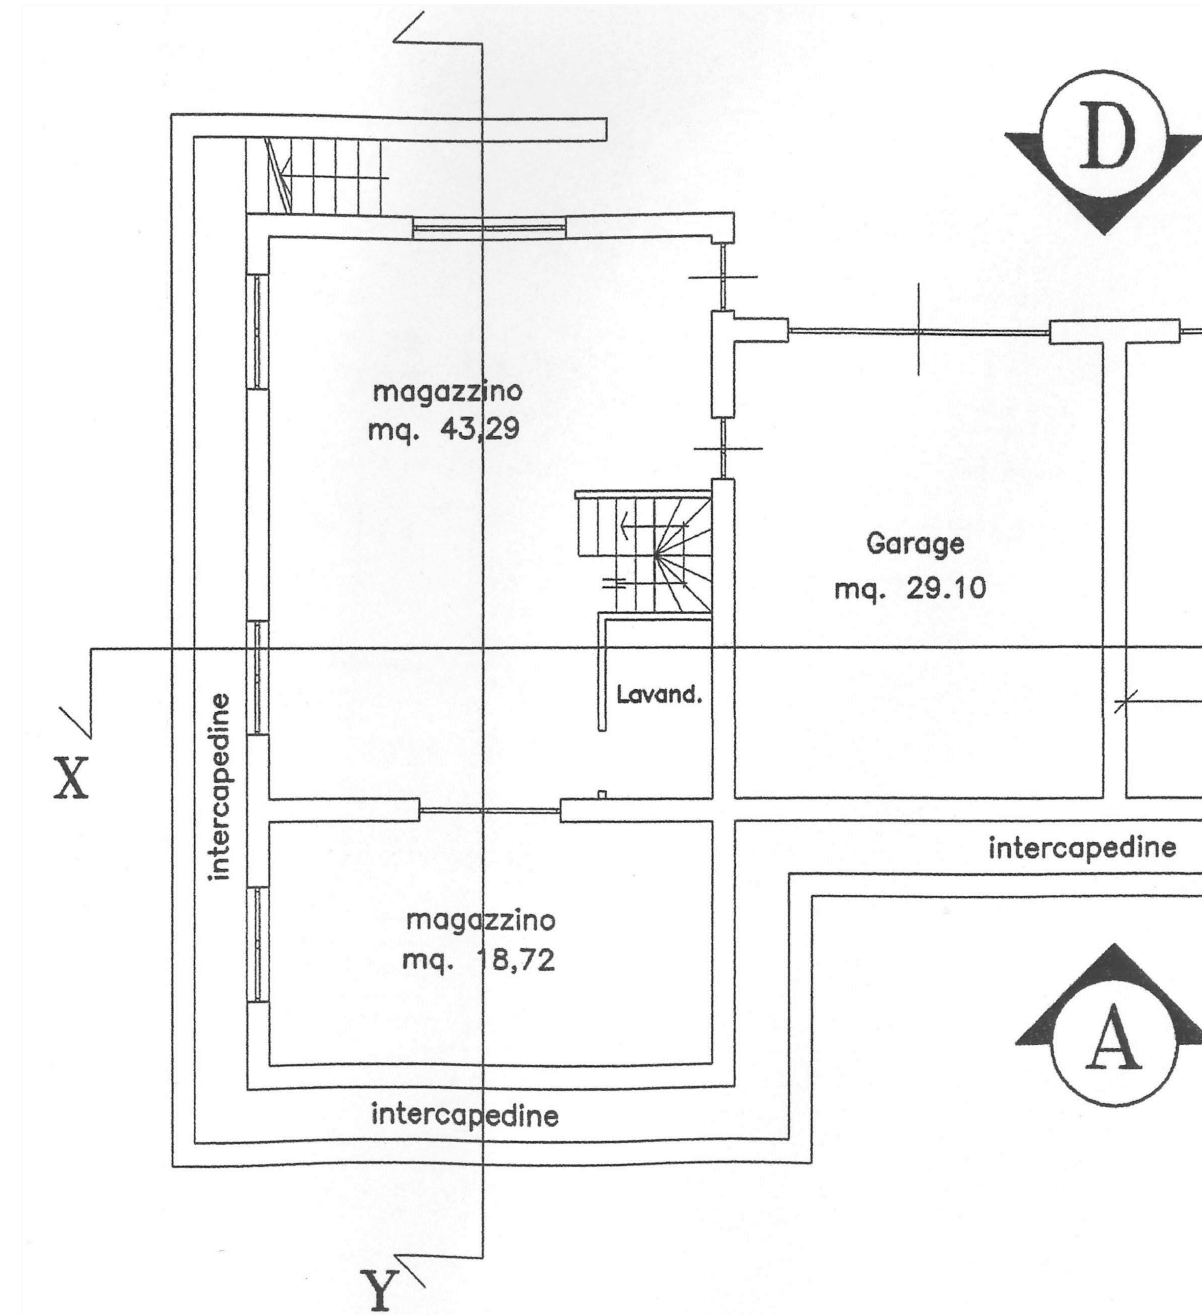 D
magazzino
mq. 43,29
Garage
mq. 29.10
Lavand.
X
intercapedine
intercapedine
magazzino
mq. 18,72
A
intercapedine
Y